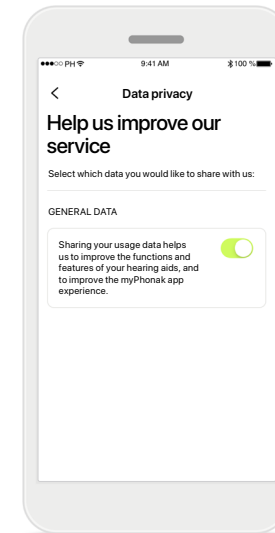 PH 9:41 AM 100 %
Data privacy
Help us improve our
service
Select which data you would like to share with us:
GENERAL DATA
Sharing your usage data helps
us to improve the functions and
features of your hearing aids, and
to improve the myPhonak app
experience.